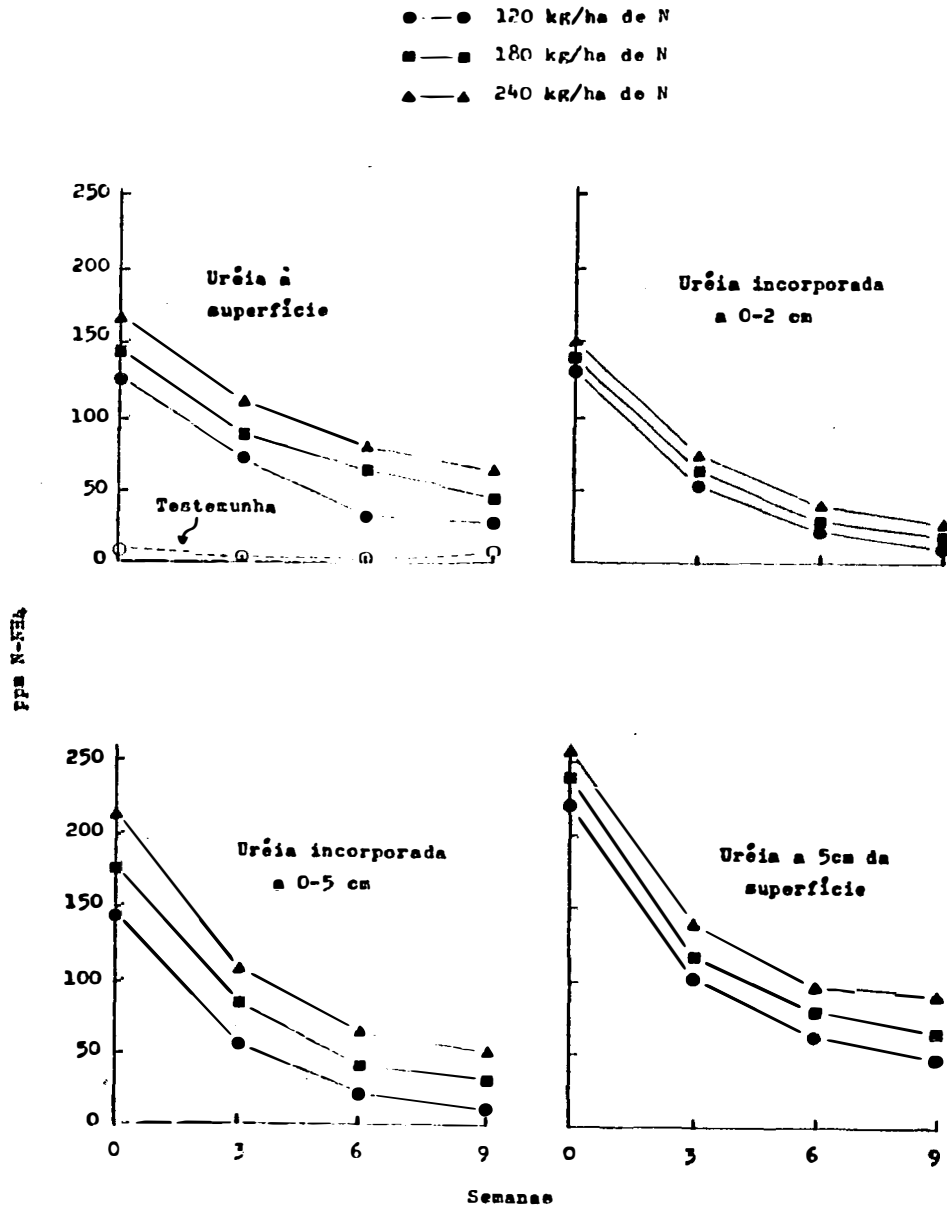 120 kg/ha de N
180 kg/ha de N
240 kg/ha de N
250
200
150
100
50
0
Uréia à
superfície
Testemunha
Uréia incorporada
a 0-2 cm
ppm N-NH4
250
200
150
100
50
0
Uréia incorporada
a 0-5 cm
Uréia a 5cm da
superfície
0 3 6 9
0 3 6 9
Semanas